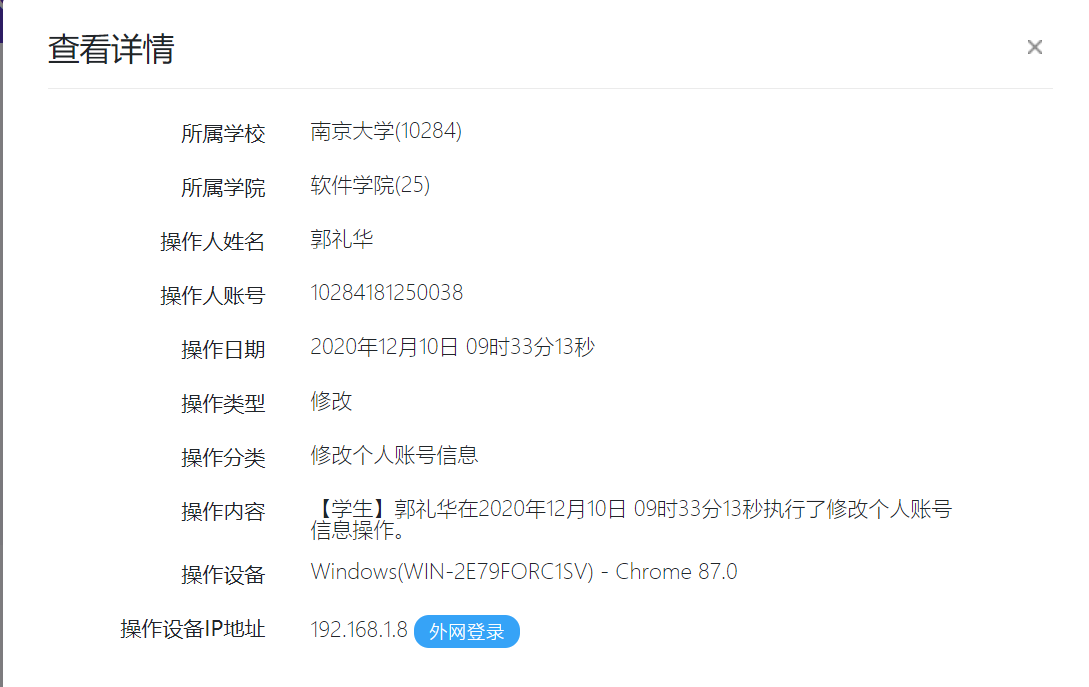 查看详情
所属学校 南京大学(10284)
所属学院 软件学院(25)
操作人姓名 郭礼华
操作人账号 10284181250038
操作日期 2020年12月10日 09时33分13秒
操作类型 修改
操作分类 修改个人账号信息
操作内容 【学生】郭礼华在2020年12月10日 09时33分13秒执行了修改个人账号
信息操作。
操作设备 Windows(WIN-2E79FORC1SV) - Chrome 87.0
操作设备IP地址 192.168.1.8 外网登录